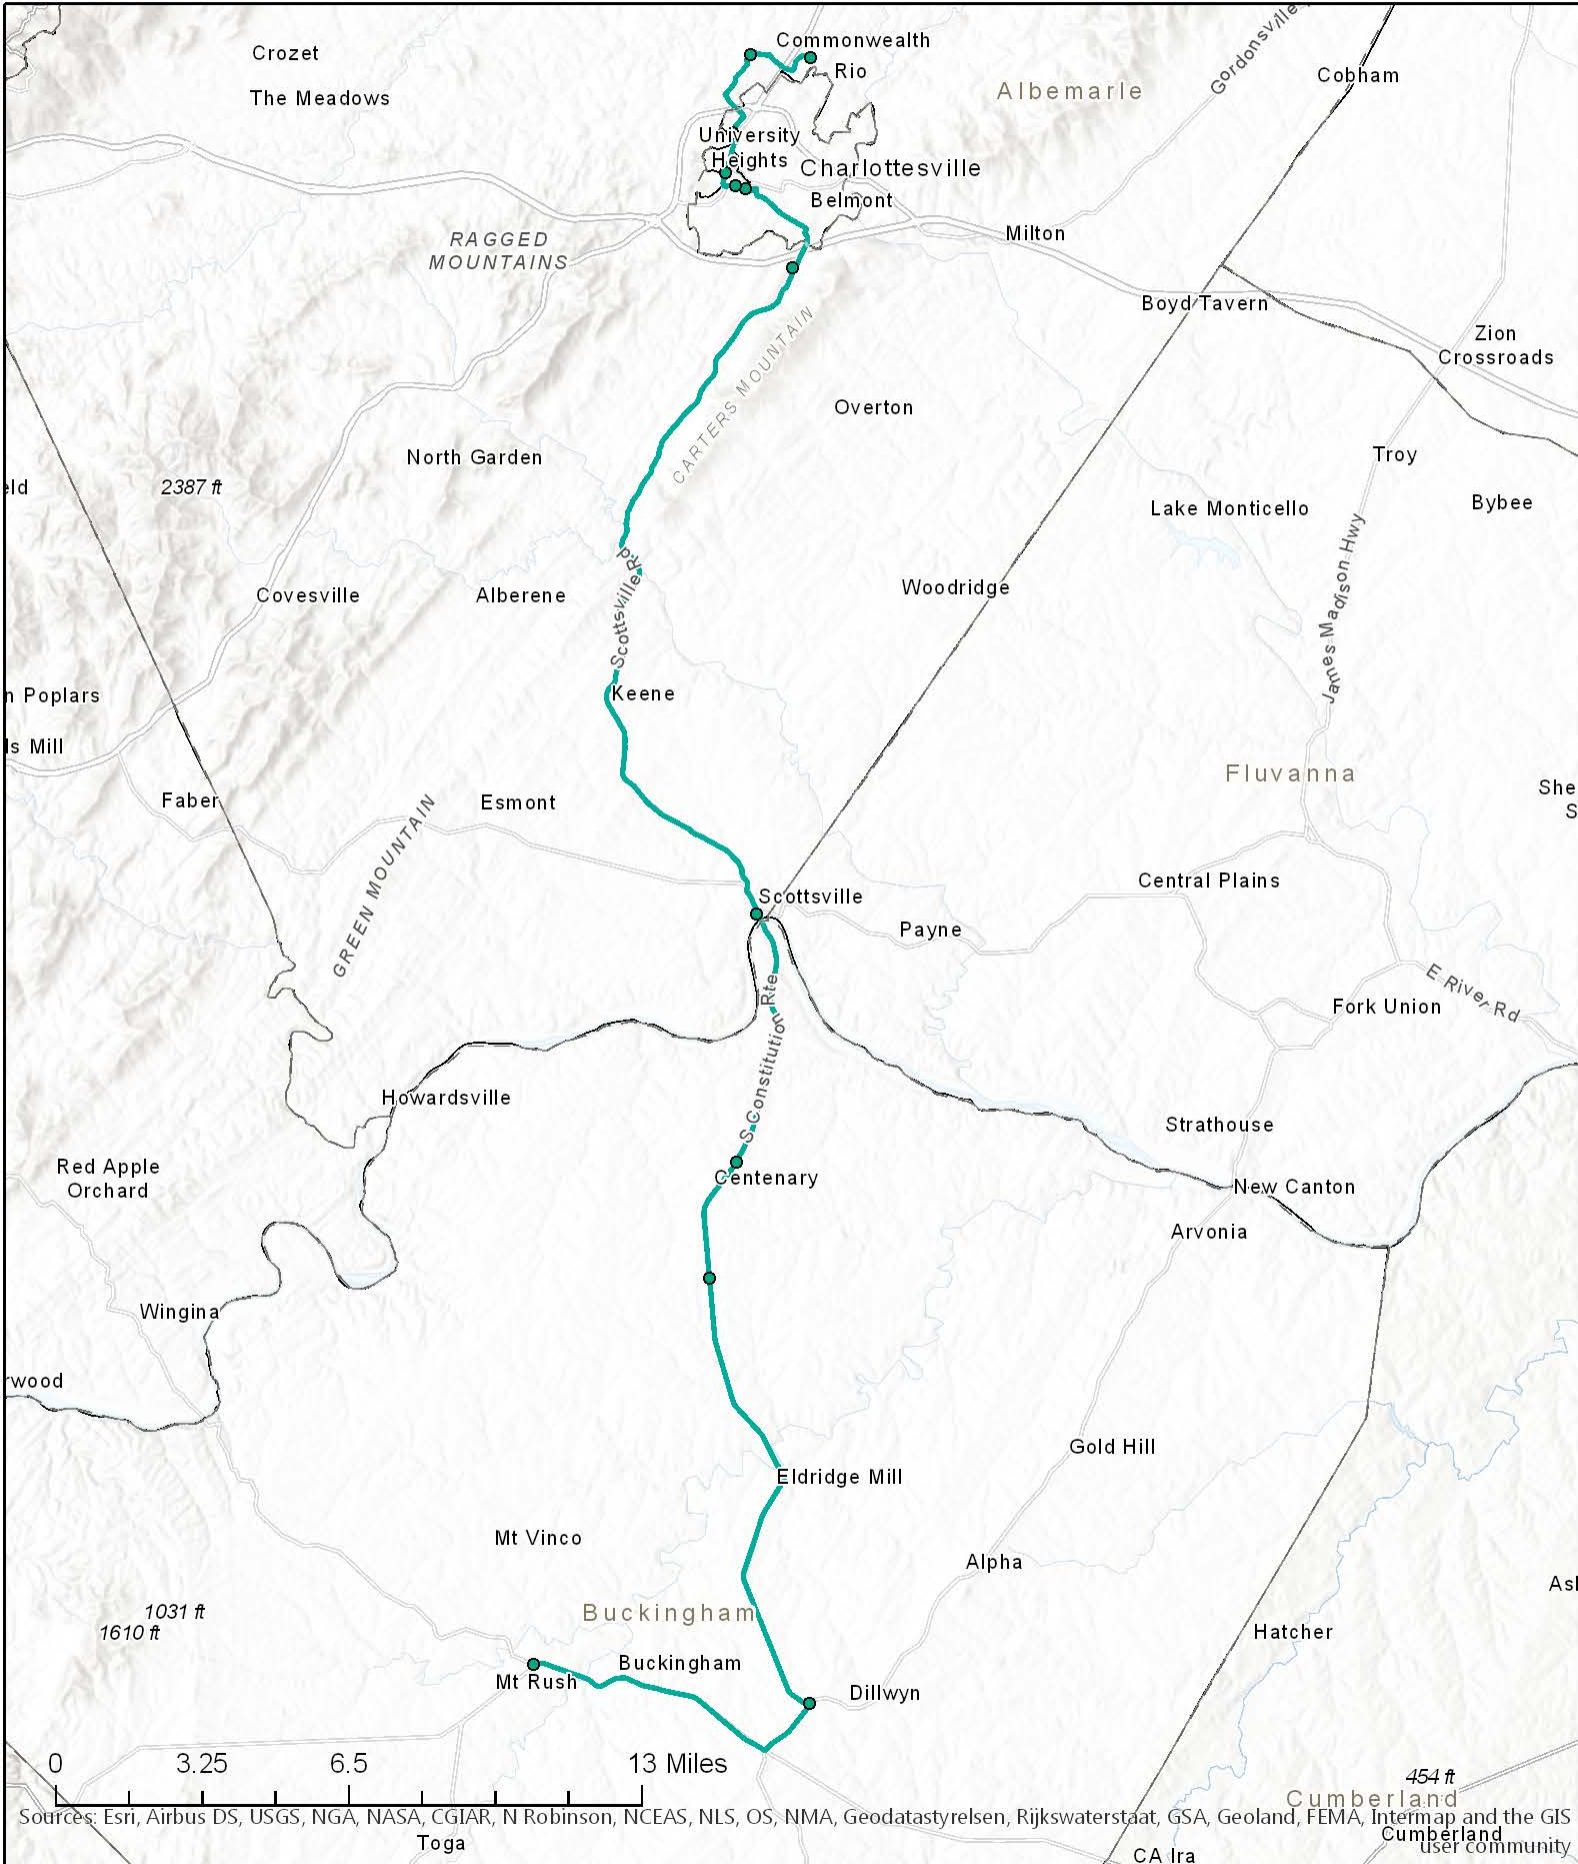 Commonwealth
Crozet
Rio
Gordonsville
Cobham
Albemarle
The Meadows
University
Heights
Charlottesville
Belmont
Milton
RAGGED
MOUNTAINS
Boyd Tavern
Zion
Crossroads
CARTERS MOUNTAIN
Overton
North Garden
Troy
2387 ft
eld
Lake Monticello
Bybee
James Madison Hwy
Scottsville Rd
Woodridge
Covesville
Alberene
Keene
n Poplars
ls Mill
Fluvanna
Faber
Esmont
She
S
GREEN MOUNTAIN
Scottsville
Central Plains
Payne
E River Rd
Fork Union
S Constitution Rte
Howardsville
Strathouse
Red Apple
Orchard
Centenary
New Canton
Arvonia
Wingina
rwood
Gold Hill
Eldridge Mill
Mt Vinco
Alpha
Asl
1031 ft
1610 ft
Buckingham
Hatcher
Buckingham
Mt Rush
Dillwyn
0 3.25 6.5 13 Miles
454 ft
Cumberland
Sources: Esri, Airbus DS, USGS, NGA, NASA, CGIAR, N Robinson, NCEAS, NLS, OS, NMA, Geodatastyrelsen, Rijkswaterstaat, GSA, Geoland, FEMA, Intermap and the GIS
user community
Cumberland
Toga
CA Ira